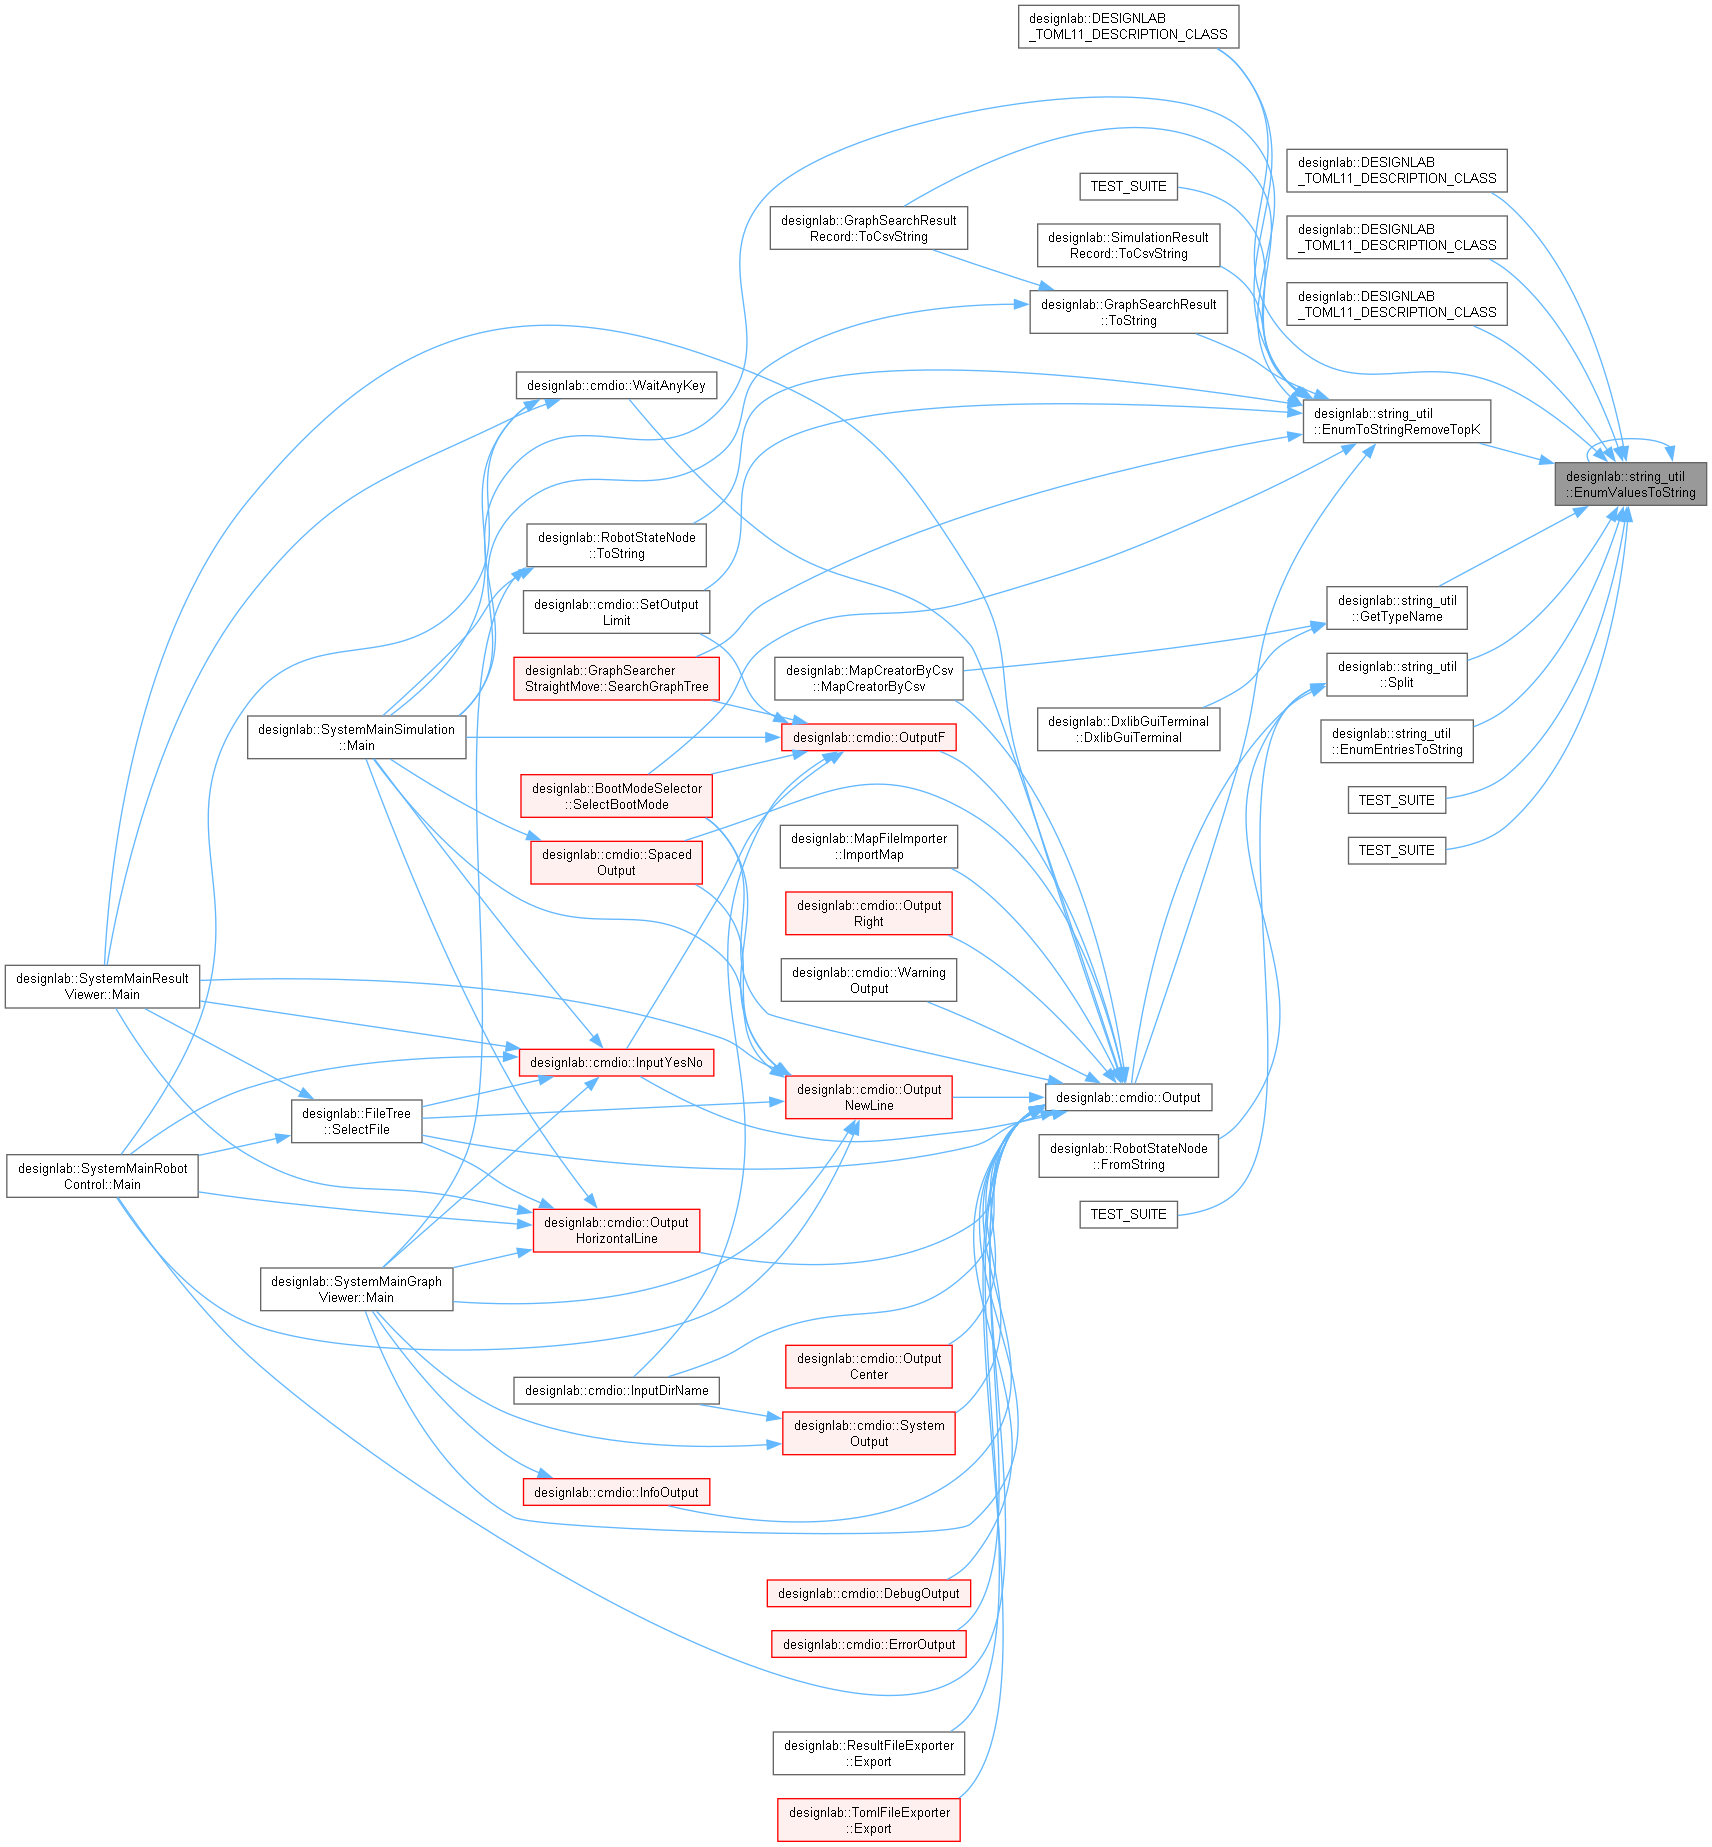 designlab::DESIGNLAB
_TOML11_DESCRIPTION_CLASS
designlab::DESIGNLAB
_TOML11_DESCRIPTION_CLASS
TEST_SUITE
designlab::GraphSearchResult
Record::ToCsvString
designlab::DESIGNLAB
_TOML11_DESCRIPTION_CLASS
designlab::SimulationResult
Record::ToCsvString
designlab::DESIGNLAB
_TOML11_DESCRIPTION_CLASS
designlab::GraphSearchResult
::ToString
designlab::cmdio::WaitAnyKey
designlab::string_util
::EnumToStringRemoveTopK
designlab::string_util
::EnumValuesToString
designlab::RobotStateNode
::ToString
designlab::cmdio::SetOutput
Limit
designlab::string_util
::GetTypeName
designlab::GraphSearcher
StraightMove::SearchGraphTree
designlab::MapCreatorByCsv
::MapCreatorByCsv
designlab::string_util
::Split
designlab::SystemMainSimulation
::Main
designlab::cmdio::OutputF
designlab::DxlibGuiTerminal
::DxlibGuiTerminal
designlab::string_util
::EnumEntriesToString
designlab::BootModeSelector
::SelectBootMode
TEST_SUITE
designlab::cmdio::Spaced
Output
designlab::MapFileImporter
::ImportMap
TEST_SUITE
designlab::cmdio::Output
Right
designlab::SystemMainResult
Viewer::Main
designlab::cmdio::Warning
Output
designlab::cmdio::InputYesNo
designlab::cmdio::Output
NewLine
designlab::cmdio::Output
designlab::FileTree
::SelectFile
designlab::SystemMainRobot
Control::Main
designlab::RobotStateNode
::FromString
designlab::cmdio::Output
HorizontalLine
TEST_SUITE
designlab::SystemMainGraph
Viewer::Main
designlab::cmdio::Output
Center
designlab::cmdio::InputDirName
designlab::cmdio::System
Output
designlab::cmdio::InfoOutput
designlab::cmdio::DebugOutput
designlab::cmdio::ErrorOutput
designlab::ResultFileExporter
::Export
designlab::TomlFileExporter
::Export